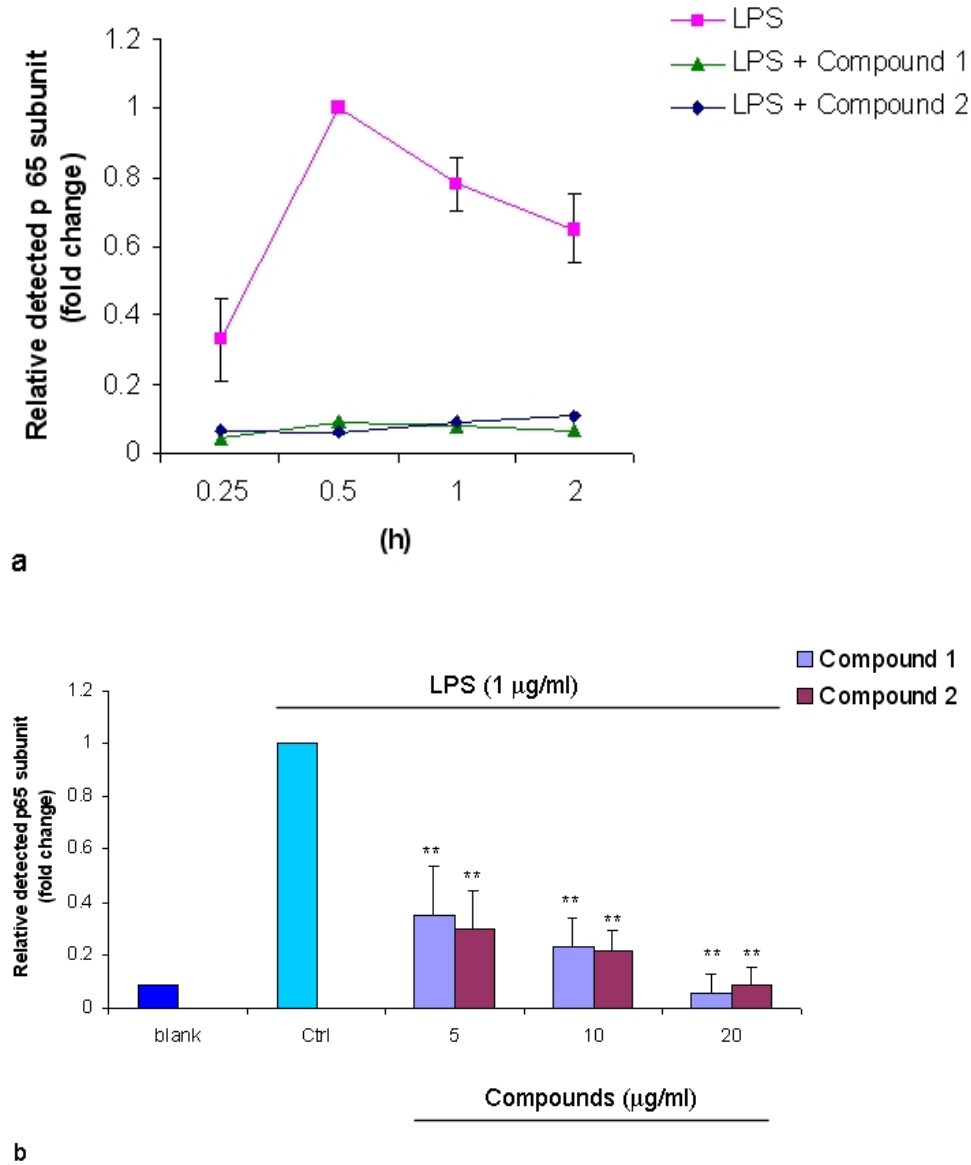 LPS
LPS + Compound 1
LPS + Compound 2
Relative detected p 65 subunit
(fold change)
1.2
1
0.8
0.6
0.4
0.2
0
0.25 0.5 1 2
(h)
a
Compound 1
Compound 2
LPS (1 μg/ml)
Relative detected p65 subunit
(fold change)
1.2
1
0.8
0.6
0.4
0.2
0
** ** ** ** ** **
blank Ctrl 5 10 20
Compounds (μg/ml)
b